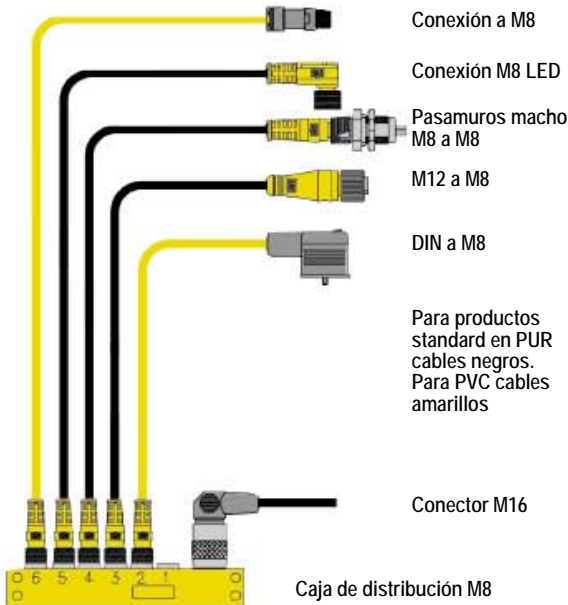 Conexión a M8
Conexión M8 LED
Pasamuros macho
M8 a M8
M12 a M8
DIN a M8
Para productos
standard en PUR
cables negros.
Para PVC cables
amarillos
Conector M16
6 5 4 3 2 1
Caja de distribución M8